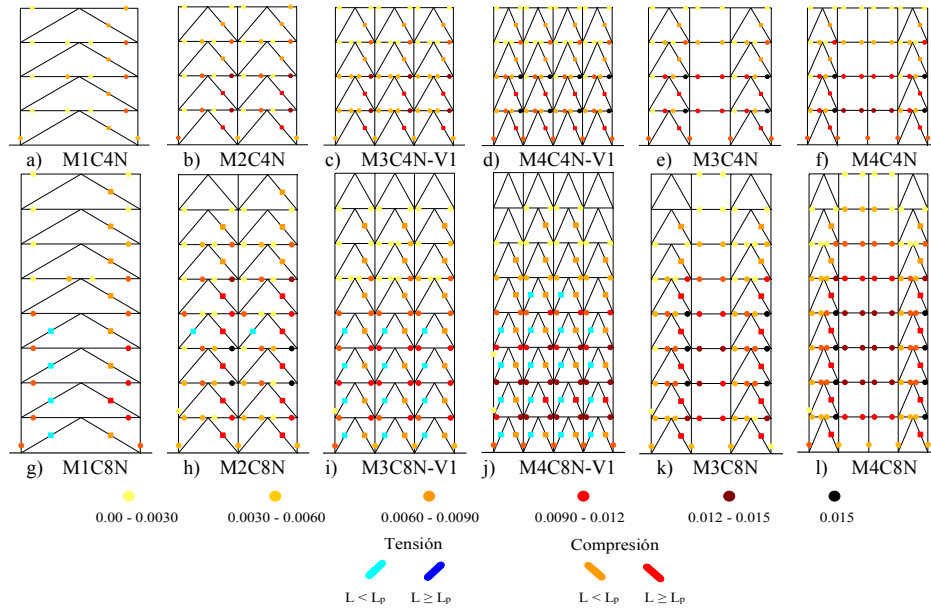 a) M1C4N b) M2C4N c) M3C4N-V1 d) M4C4N-V1 e) M3C4N f) M4C4N
g) M1C8N h) M2C8N i) M3C8N-V1 j) M4C8N-V1 k) M3C8N l) M4C8N
0.00 - 0.0030 0.0030 - 0.0060 0.0060 - 0.0090 0.0090 - 0.012 0.012 - 0.015 0.015
Tensión Compresión
L < Lₚ L ≥ Lₚ L < Lₚ L ≥ Lₚ